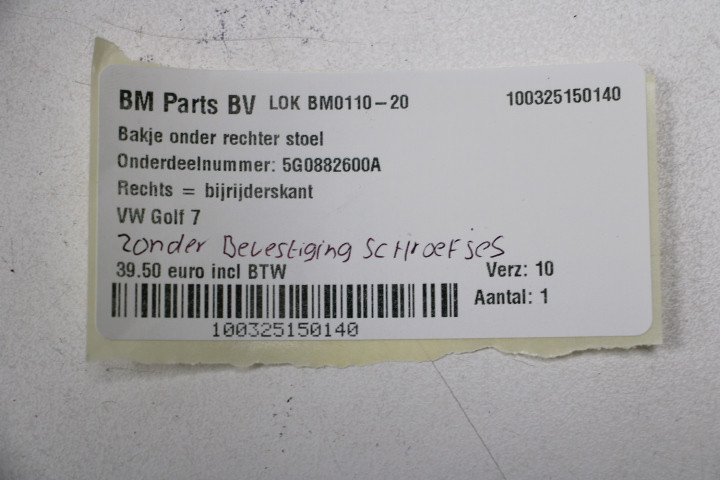 BM Parts BV LOK BM0110-20 100325150140
Bakje onder rechter stoel
Onderdeelnummer: 5G0882600A
Rechts = bijrijderskant
VW Golf 7
Zonder Bevestiging schroefjes
39.50 euro incl BTW Verz: 10
Aantal: 1
100325150140